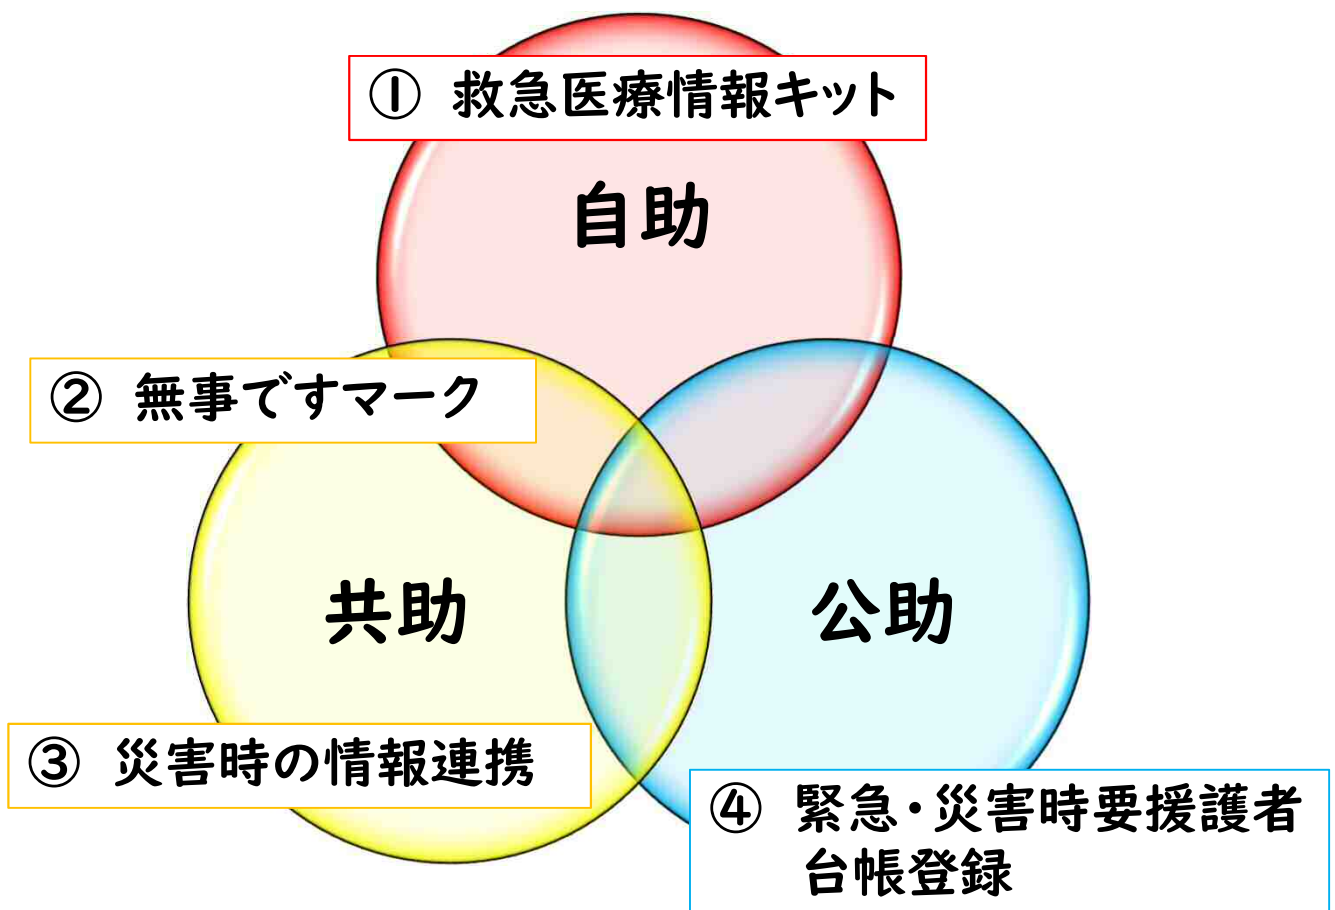 ① 救急医療情報キット
自助
② 無事ですマーク
共助
公助
③ 災害時の情報連携
④ 緊急・災害時要援護者
台帳登録